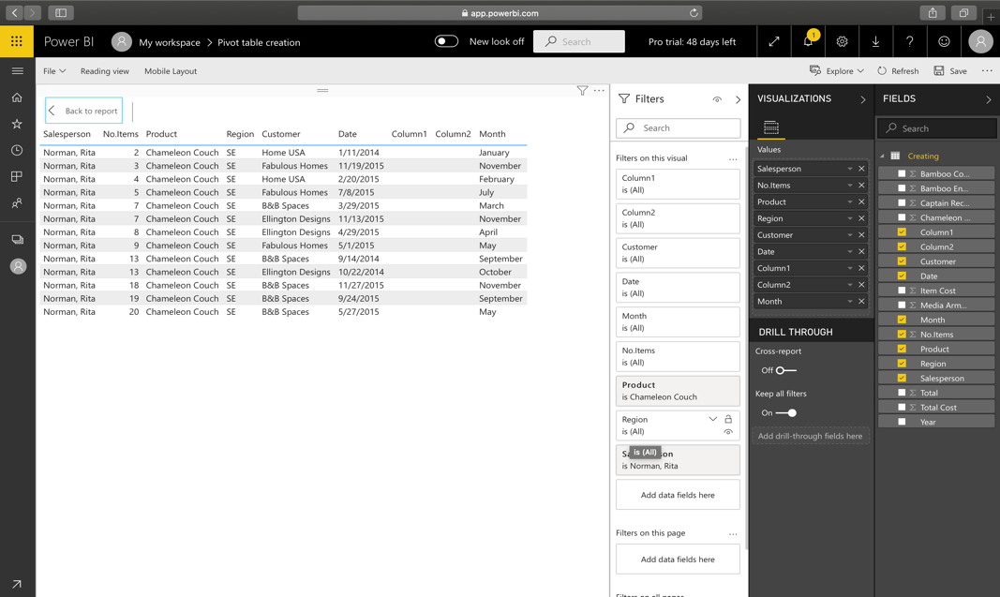 app.powerbi.com
Power BI
My workspace > Pivot table creation
New look off
Search
Pro trial: 48 days left
1
File
Reading view
Mobile Layout
Explore
Refresh
Save
Back to report
Salesperson No.Items Product Region Customer Date Column1 Column2 Month
Norman, Rita 2 Chameleon Couch SE Home USA 1/11/2014 January
Norman, Rita 3 Chameleon Couch SE Fabulous Homes 11/19/2015 November
Norman, Rita 4 Chameleon Couch SE Home USA 2/20/2015 February
Norman, Rita 5 Chameleon Couch SE Fabulous Homes 7/8/2015 July
Norman, Rita 7 Chameleon Couch SE B&B Spaces 3/29/2015 March
Norman, Rita 7 Chameleon Couch SE Ellington Designs 11/13/2015 November
Norman, Rita 8 Chameleon Couch SE Ellington Designs 4/29/2015 April
Norman, Rita 9 Chameleon Couch SE Fabulous Homes 5/1/2015 May
Norman, Rita 13 Chameleon Couch SE B&B Spaces 9/14/2014 September
Norman, Rita 13 Chameleon Couch SE Ellington Designs 10/22/2014 October
Norman, Rita 18 Chameleon Couch SE B&B Spaces 11/27/2015 November
Norman, Rita 19 Chameleon Couch SE B&B Spaces 9/24/2015 September
Norman, Rita 20 Chameleon Couch SE B&B Spaces 5/27/2015 May
Filters
Search
Filters on this visual
Column1
is (All)
Column2
is (All)
Customer
is (All)
Date
is (All)
Month
is (All)
No.Items
is (All)
Product
is Chameleon Couch
Region
is (All)
is (All)
is Norman, Rita
Add data fields here
Filters on this page
Add data fields here
VISUALIZATIONS
Values
Salesperson
No.Items
Product
Region
Customer
Date
Column1
Column2
Month
DRILL THROUGH
Cross-report
Off
Keep all filters
On
Add drill-through fields here
FIELDS
Search
Creating
Bamboo Co...
Bamboo En...
Captain Rec...
Chameleon ...
Column1
Column2
Customer
Date
Item Cost
Media Arm...
Month
No.Items
Product
Region
Salesperson
Total
Total Cost
Year